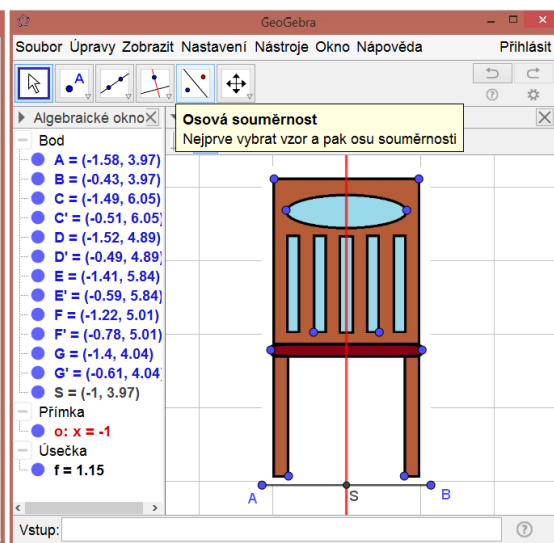 GeoGebra
Soubor Úpravy Zobrazit Nastavení Nástroje Okno Nápověda Přihlásit
A
Osová souměrnost
Nejprve vybrat vzor a pak osu souměrnosti
Algebraické okno
Bod
A = (-1.58, 3.97)
B = (-0.43, 3.97)
C = (-1.49, 6.05)
C' = (-0.51, 6.05)
D = (-1.52, 4.89)
D' = (-0.49, 4.89)
E = (-1.41, 5.84)
E' = (-0.59, 5.84)
F = (-1.22, 5.01)
F' = (-0.78, 5.01)
G = (-1.4, 4.04)
G' = (-0.61, 4.04)
S = (-1, 3.97)
Přímka
o: x = -1
Úsečka
f = 1.15
A S B
Vstup: